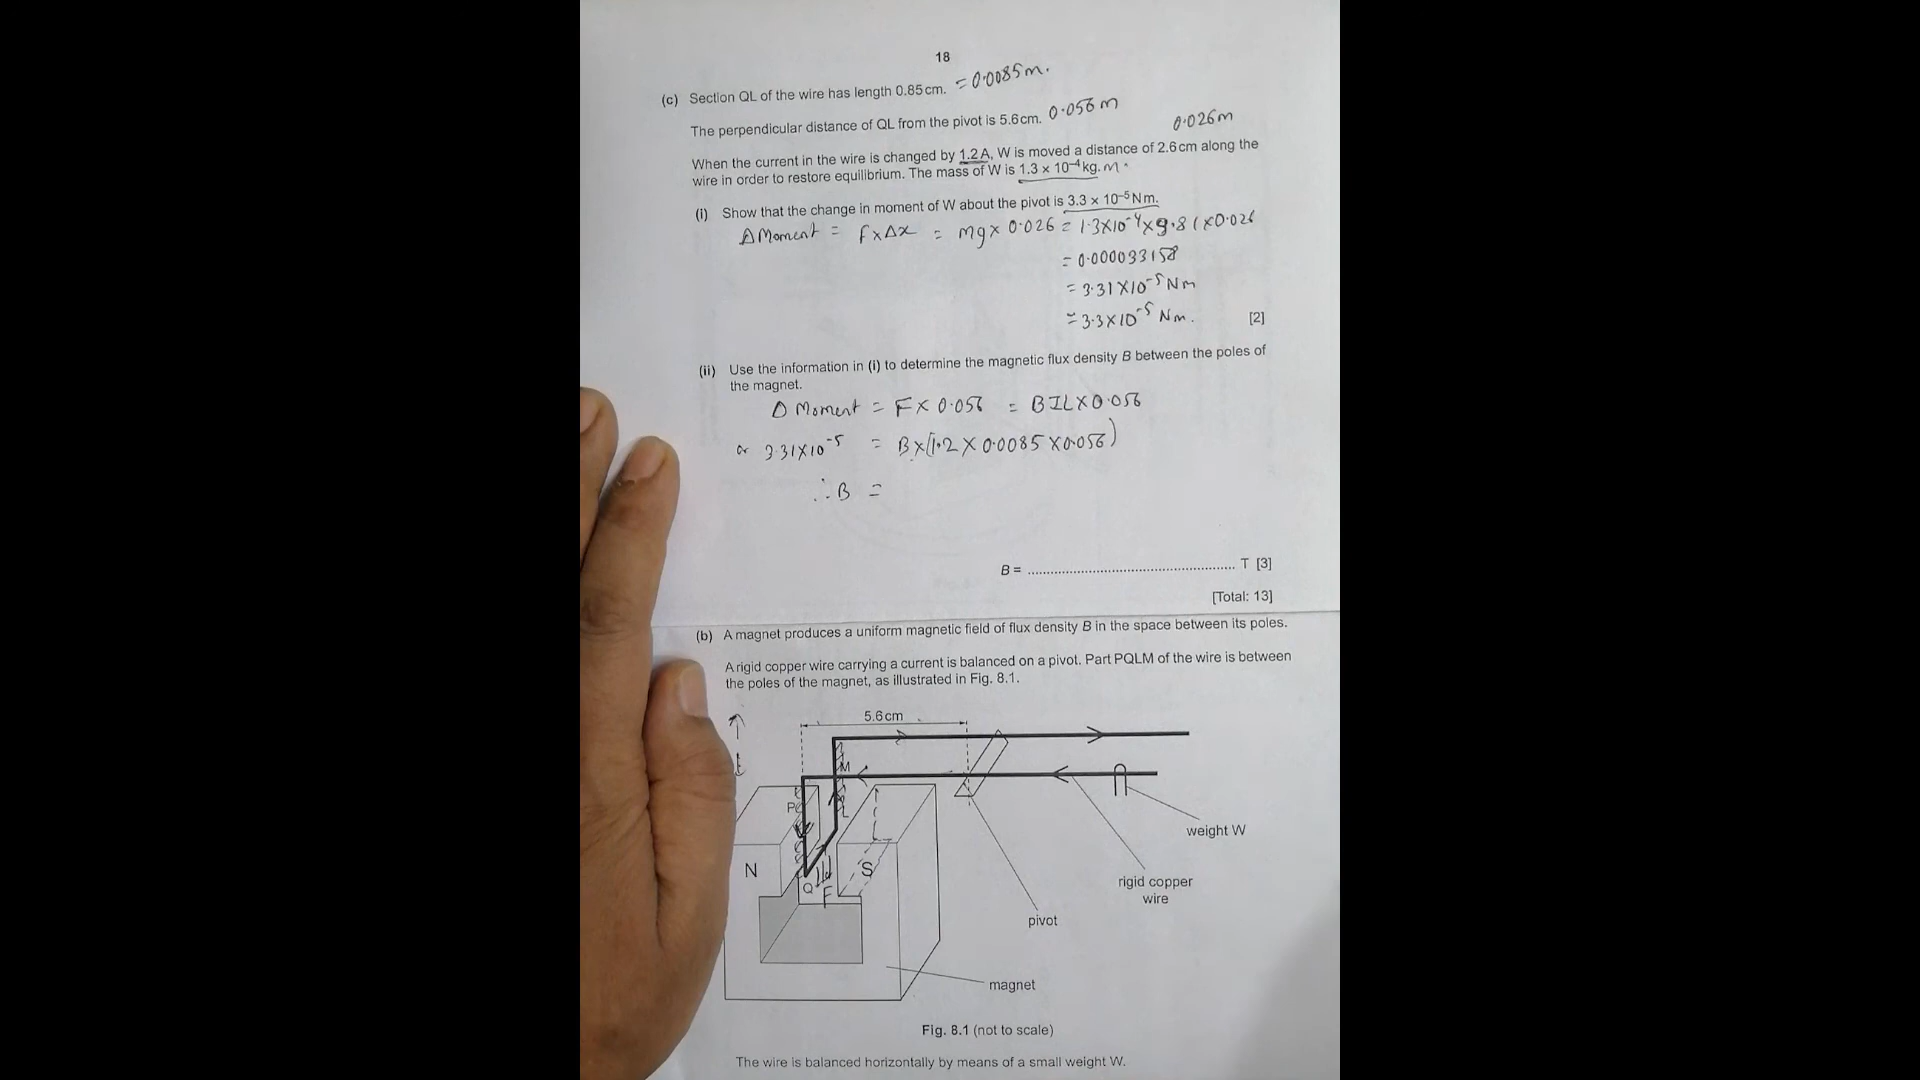 18
(c) Section QL of the wire has length 0.85 cm. = 0.0085m.
The perpendicular distance of QL from the pivot is 5.6 cm. 0.056 m
0.026m
When the current in the wire is changed by 1.2 A, W is moved a distance of 2.6 cm along the
wire in order to restore equilibrium. The mass of W is 1.3 × 10⁻⁴ kg. m.
(i) Show that the change in moment of W about the pivot is 3.3 × 10⁻⁵ N m.
Δ Moment = F × Δx = mg × 0.026 = 1.3×10⁻⁴ × 9.81 × 0.026
= 0.000033158
= 3.31 × 10⁻⁵ Nm
≃ 3.3 × 10⁻⁵ Nm. [2]
(ii) Use the information in (i) to determine the magnetic flux density B between the poles of
the magnet.
Δ Moment = F × 0.056 = BIL × 0.056
or 3.31×10⁻⁵ = B × (1.2 × 0.0085 × 0.056)
∴ B =
B = .................................................... T [3]
[Total: 13]
(b) A magnet produces a uniform magnetic field of flux density B in the space between its poles.
A rigid copper wire carrying a current is balanced on a pivot. Part PQLM of the wire is between
the poles of the magnet, as illustrated in Fig. 8.1.
5.6 cm
M
P
L
weight W
N
S
Q
F
rigid copper
wire
pivot
magnet
Fig. 8.1 (not to scale)
The wire is balanced horizontally by means of a small weight W.